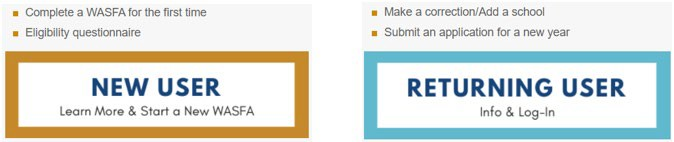 Complete a WASFA for the first time
Eligibility questionnaire
NEW USER
Learn More & Start a New WASFA
Make a correction/Add a school
Submit an application for a new year
RETURNING USER
Info & Log-In